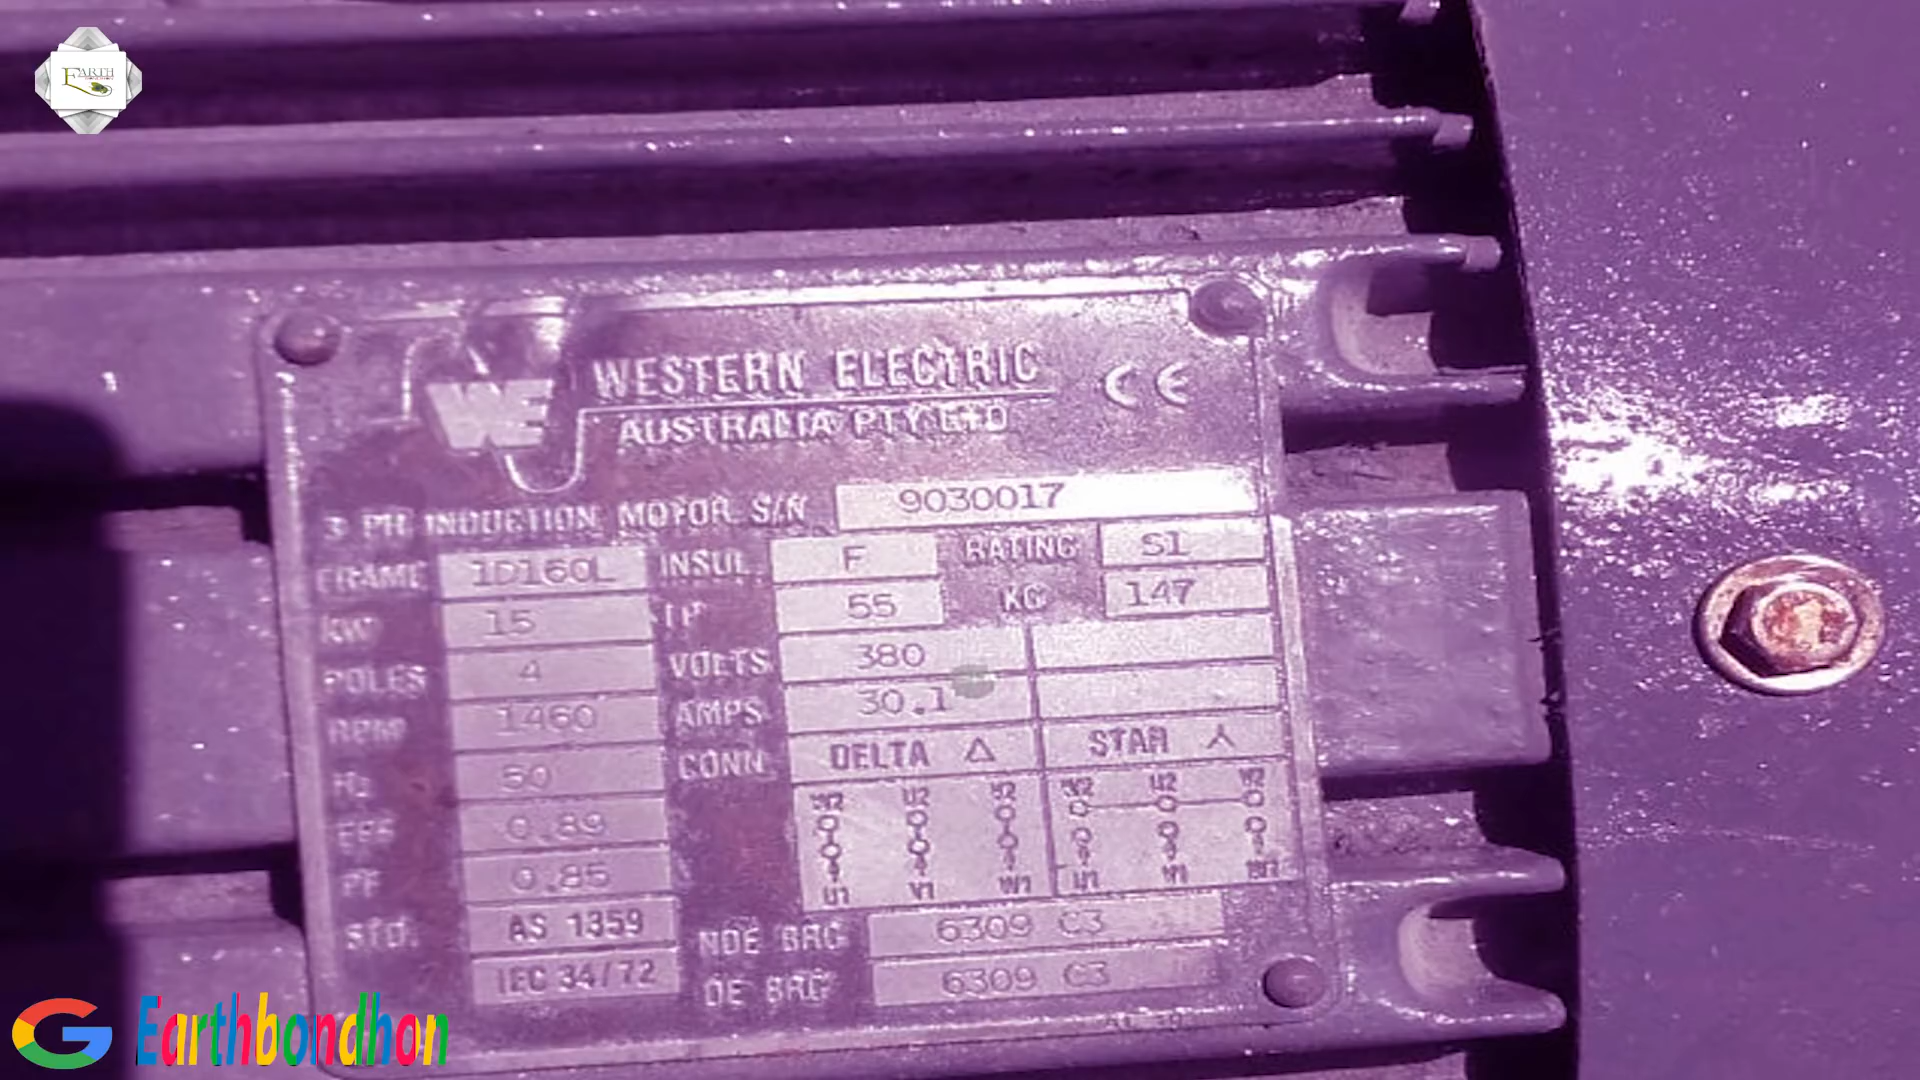 EARTH
WE
WESTERN ELECTRIC
AUSTRALIA PTY LTD
CE
3 PH INDUCTION MOTOR S/N 9030017
FRAME 1D160L INSUL F RATING S1
kW 15 IP 55 KG 147
POLES 4 VOLTS 380
RPM 1460 AMPS 30.1
Hz 50 CONN DELTA △ STAR
W2 U2 V2 W2 U2 V2
EFF 0.89
PF 0.85
U1 V1 W1 U1 V1 W1
Std. AS 1359 NDE BRG 6309 C3
IEC 34/72 DE BRG 6309 C3
G Earthbondhon